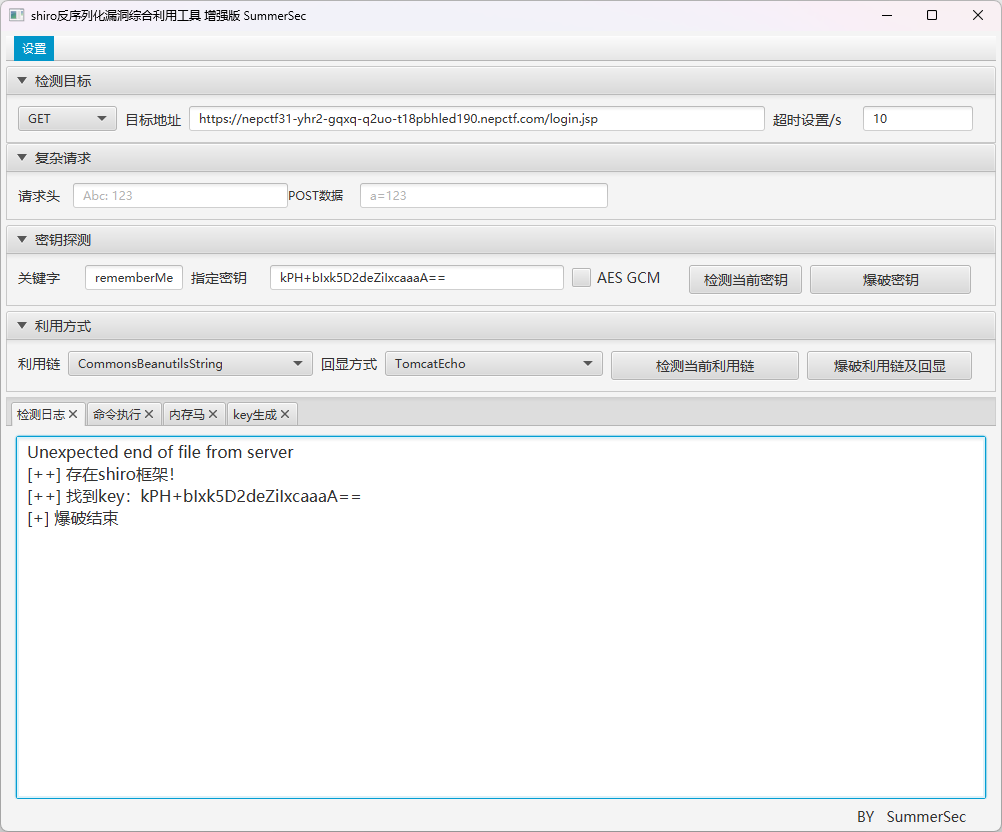 shiro反序列化漏洞综合利用工具 增强版 SummerSec
设置
检测目标
GET 目标地址 https://nepctf31-yhr2-gqxq-q2uo-t18pbhled190.nepctf.com/login.jsp 超时设置/s 10
复杂请求
请求头 Abc: 123 POST数据 a=123
密钥探测
关键字 rememberMe 指定密钥 kPH+bIxk5D2deZiIxcaaaA== AES GCM 检测当前密钥 爆破密钥
利用方式
利用链 CommonsBeanutilsString 回显方式 TomcatEcho 检测当前利用链 爆破利用链及回显
检测日志 命令执行 内存马 key生成
Unexpected end of file from server
[++] 存在shiro框架！
[++] 找到key：kPH+bIxk5D2deZiIxcaaaA==
[+] 爆破结束
BY SummerSec